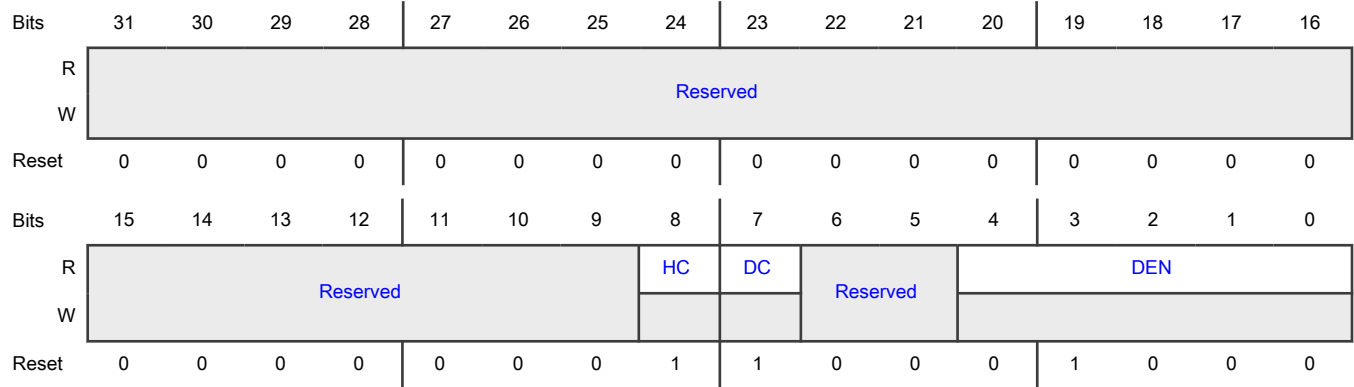 Bits 31 30 29 28 27 26 25 24 23 22 21 20 19 18 17 16
R
Reserved
W
Reset 0 0 0 0 0 0 0 0 0 0 0 0 0 0 0 0
Bits 15 14 13 12 11 10 9 8 7 6 5 4 3 2 1 0
R HC DC DEN
Reserved Reserved
W
Reset 0 0 0 0 0 0 0 1 1 0 0 0 1 0 0 0